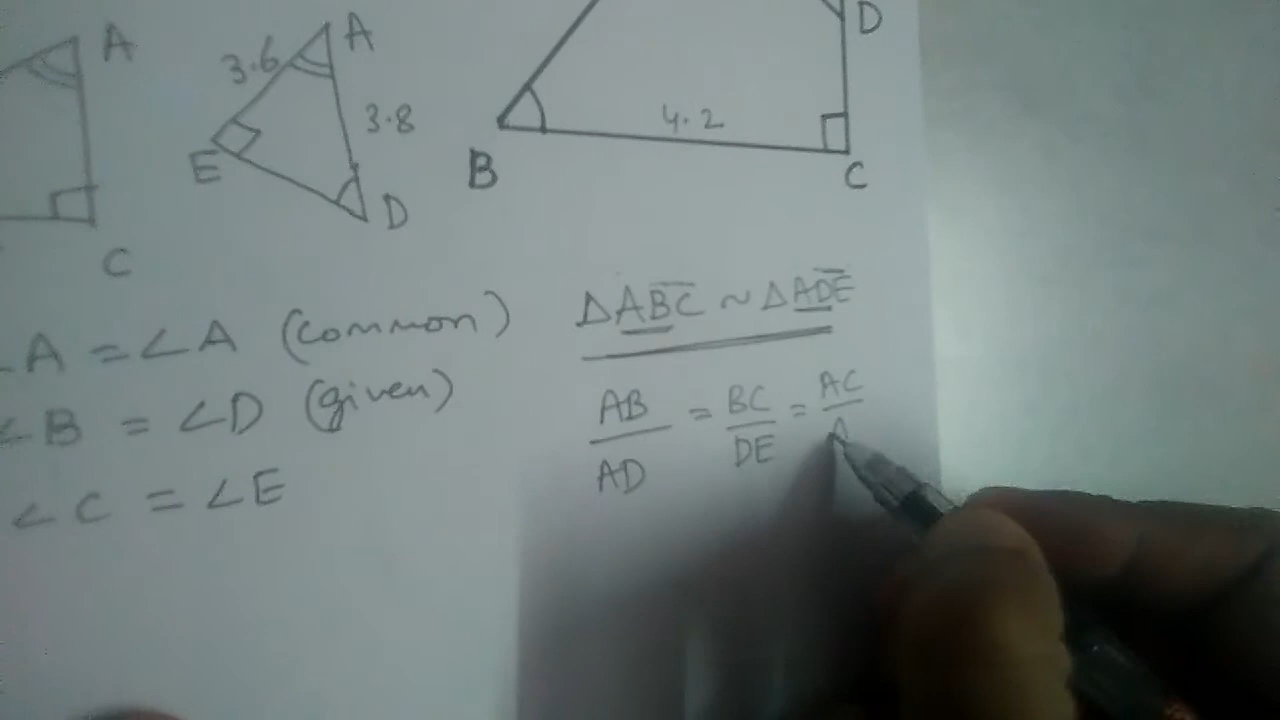 A
C
3.6
A
3.8
E
D
D
4.2
B
C
∠A = ∠A (common)
∠B = ∠D (given)
∠C = ∠E
ΔABC ~ ΔADE
AB/AD = BC/DE = AC/A